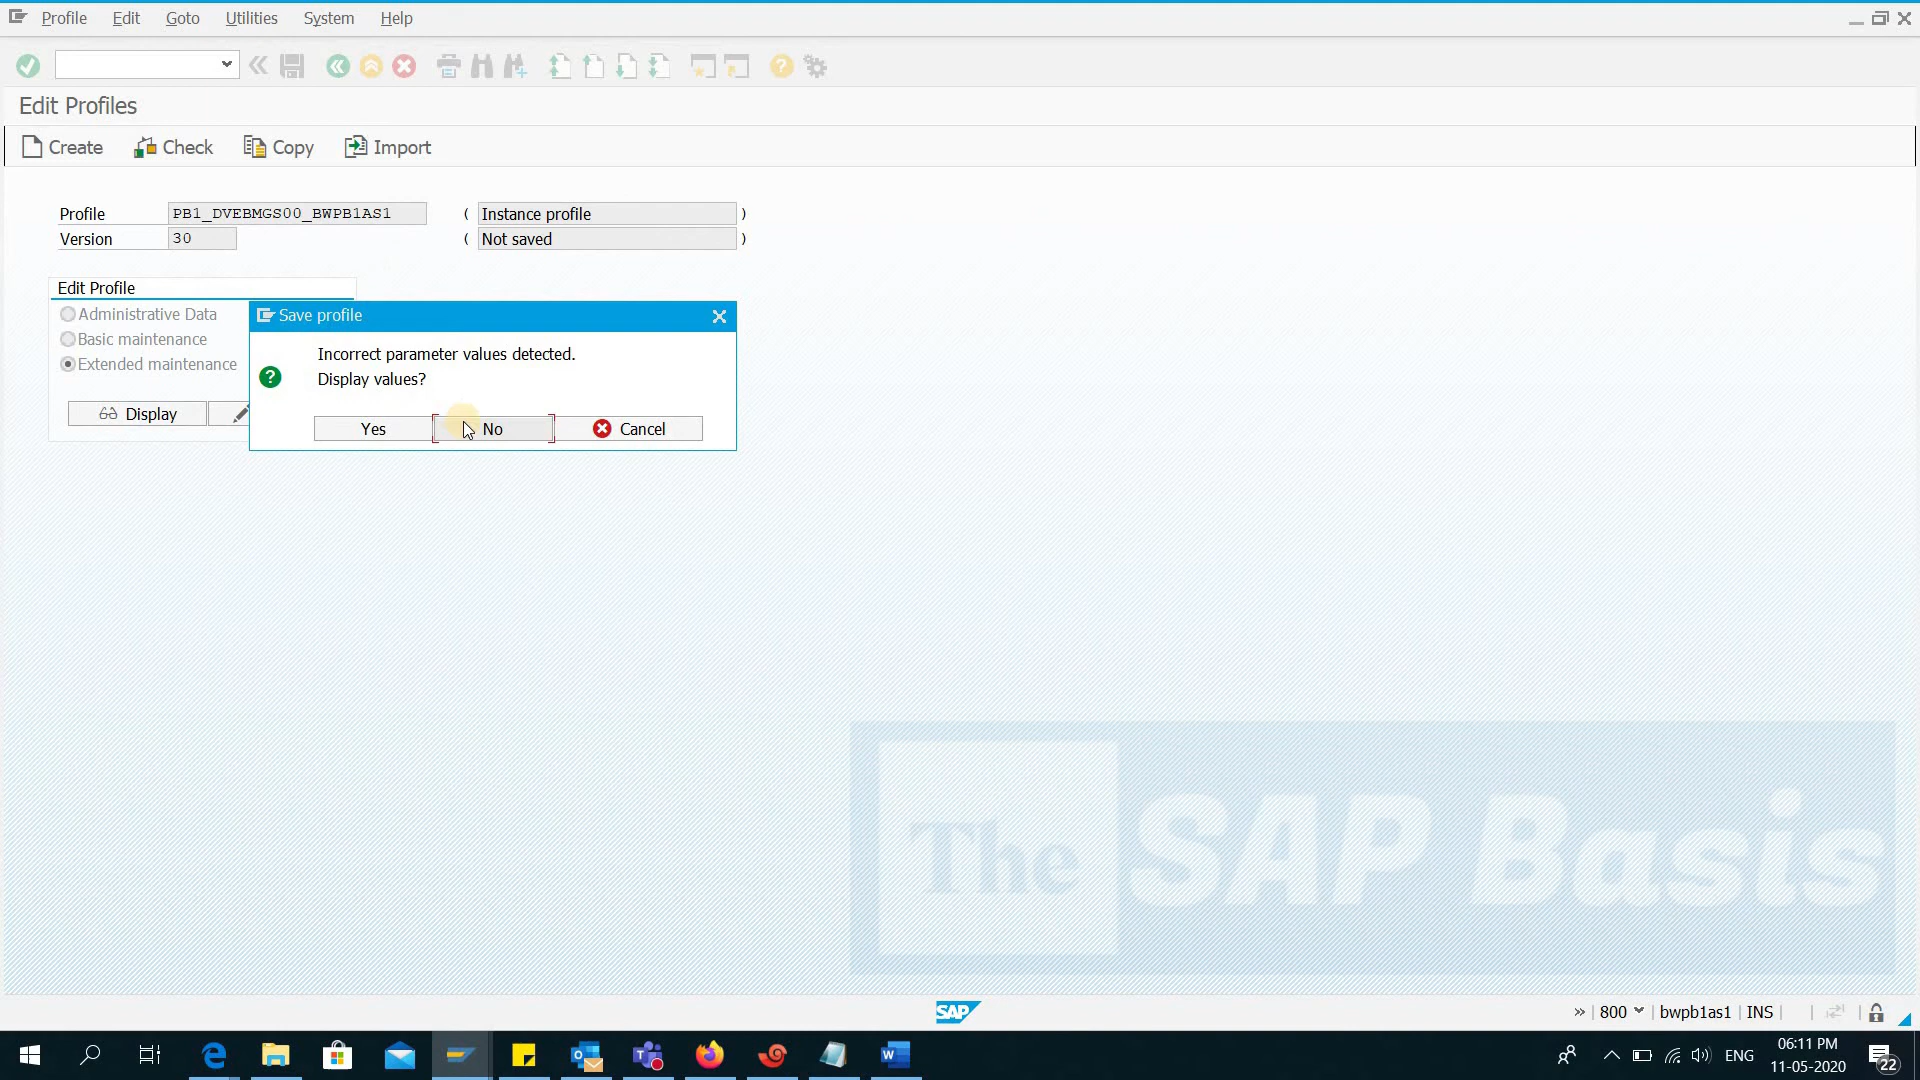 Profile Edit Goto Utilities System Help
Edit Profiles
Create Check Copy Import
Profile PB1_DVEBMGS00_BWPB1AS1 ( Instance profile )
Version 30 ( Not saved )
Edit Profile
Administrative Data
Basic maintenance
Extended maintenance
Display
Save profile
Incorrect parameter values detected.
Display values?
Yes No Cancel
The SAP Basis
SAP 800 bwpb1as1 INS
ENG 06:11 PM
11-05-2020 22